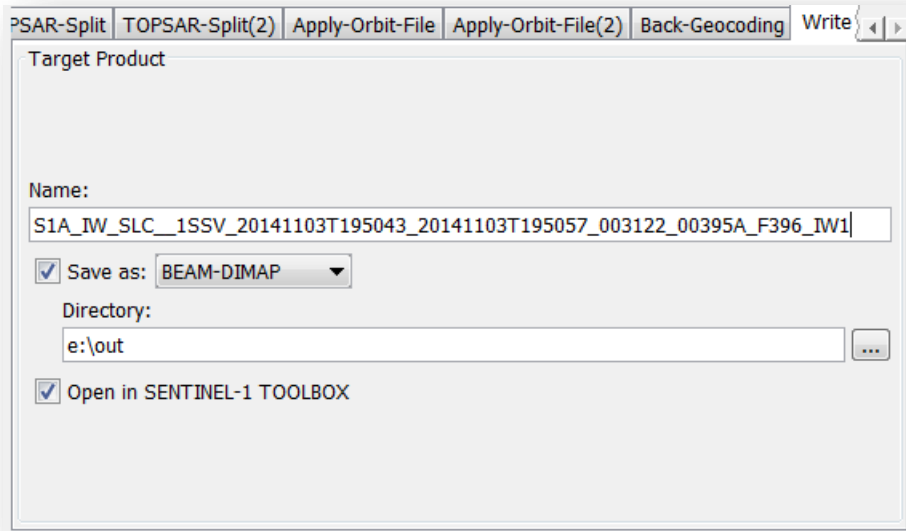 PSAR-Split TOPSAR-Split(2) Apply-Orbit-File Apply-Orbit-File(2) Back-Geocoding Write
Target Product
Name:
S1A_IW_SLC__1SSV_20141103T195043_20141103T195057_003122_00395A_F396_IW1
Save as: BEAM-DIMAP
Directory:
e:\out
...
Open in SENTINEL-1 TOOLBOX